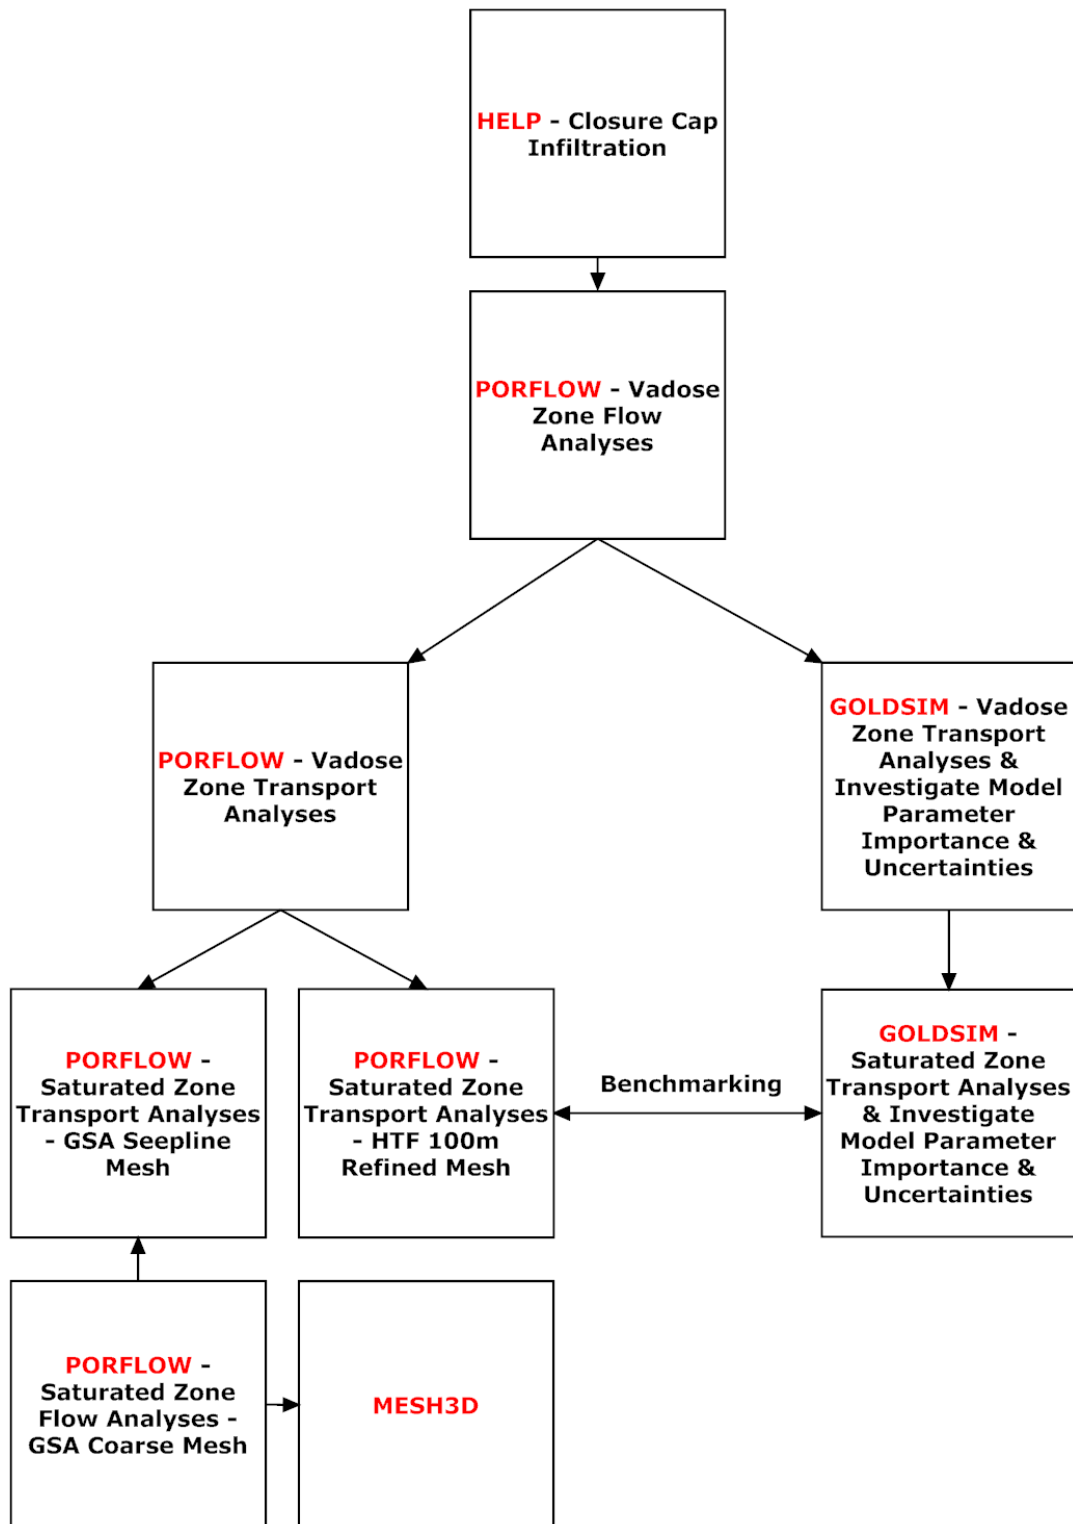 HELP - Closure Cap
Infiltration
PORFLOW - Vadose
Zone Flow
Analyses
PORFLOW - Vadose
Zone Transport
Analyses
GOLDSIM - Vadose
Zone Transport
Analyses &
Investigate Model
Parameter
Importance &
Uncertainties
PORFLOW -
Saturated Zone
Transport Analyses
- GSA Seepline
Mesh
PORFLOW -
Saturated Zone
Transport Analyses
- HTF 100m
Refined Mesh
Benchmarking
GOLDSIM -
Saturated Zone
Transport Analyses
& Investigate
Model Parameter
Importance &
Uncertainties
PORFLOW -
Saturated Zone
Flow Analyses -
GSA Coarse Mesh
MESH3D